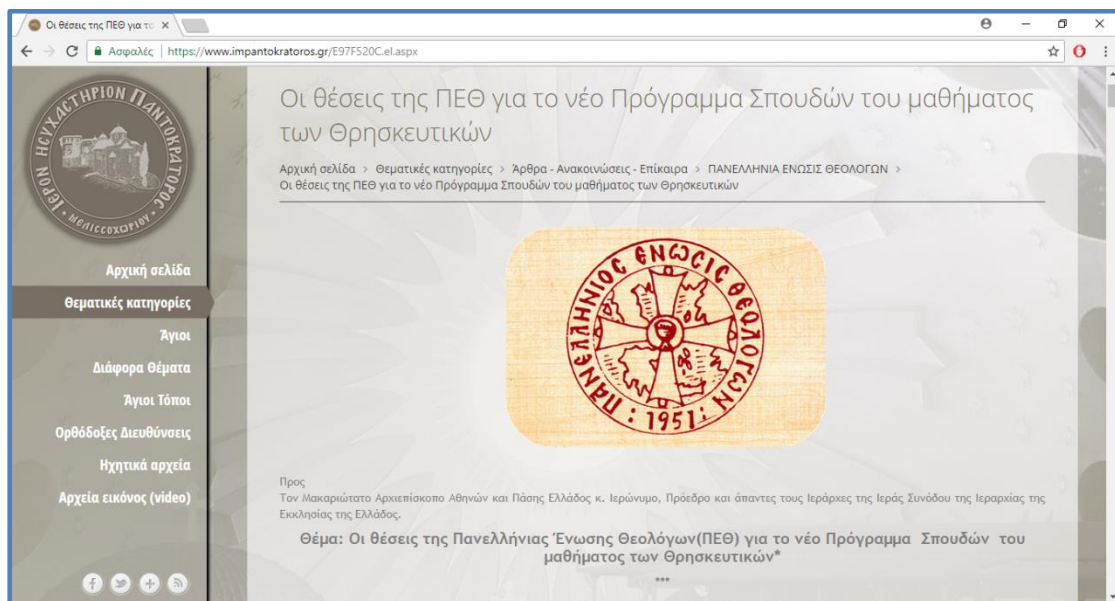 Οι θέσεις της ΠΕΘ για το
Ασφαλές | https://www.impantokratoros.gr/E97F520C.el.aspx
ΙΕΡΟΝ ΗΣΥΧΑΣΤΗΡΙΟΝ ΠΑΝΤΟΚΡΑΤΟΡΟΣ
· ΜΕΛΙССΟΧΩΡΙΟΥ ·
Αρχική σελίδα
Θεματικές κατηγορίες
Άγιοι
Διάφορα Θέματα
Άγιοι Τόποι
Ορθόδοξες Διευθύνσεις
Ηχητικά αρχεία
Αρχεία εικόνος (video)
Οι θέσεις της ΠΕΘ για το νέο Πρόγραμμα Σπουδών του μαθήματος
των Θρησκευτικών
Αρχική σελίδα > Θεματικές κατηγορίες > Άρθρα - Ανακοινώσεις - Επίκαιρα > ΠΑΝΕΛΛΗΝΙΑ ΕΝΩΣΙΣ ΘΕΟΛΟΓΩΝ >
Οι θέσεις της ΠΕΘ για το νέο Πρόγραμμα Σπουδών του μαθήματος των Θρησκευτικών
ΠΑΝΕΛΛΗΝΙΟС ΕΝΩCΙC ΘΕΟΛΟΓΩΝ
: 1951 :
Προς
Τον Μακαριώτατο Αρχιεπίσκοπο Αθηνών και Πάσης Ελλάδος κ. Ιερώνυμο, Πρόεδρο και άπαντες τους Ιεράρχες της Ιεράς Συνόδου της Ιεραρχίας της
Εκκλησίας της Ελλάδος.
Θέμα: Οι θέσεις της Πανελλήνιας Ένωσης Θεολόγων(ΠΕΘ) για το νέο Πρόγραμμα Σπουδών του
μαθήματος των Θρησκευτικών*
***